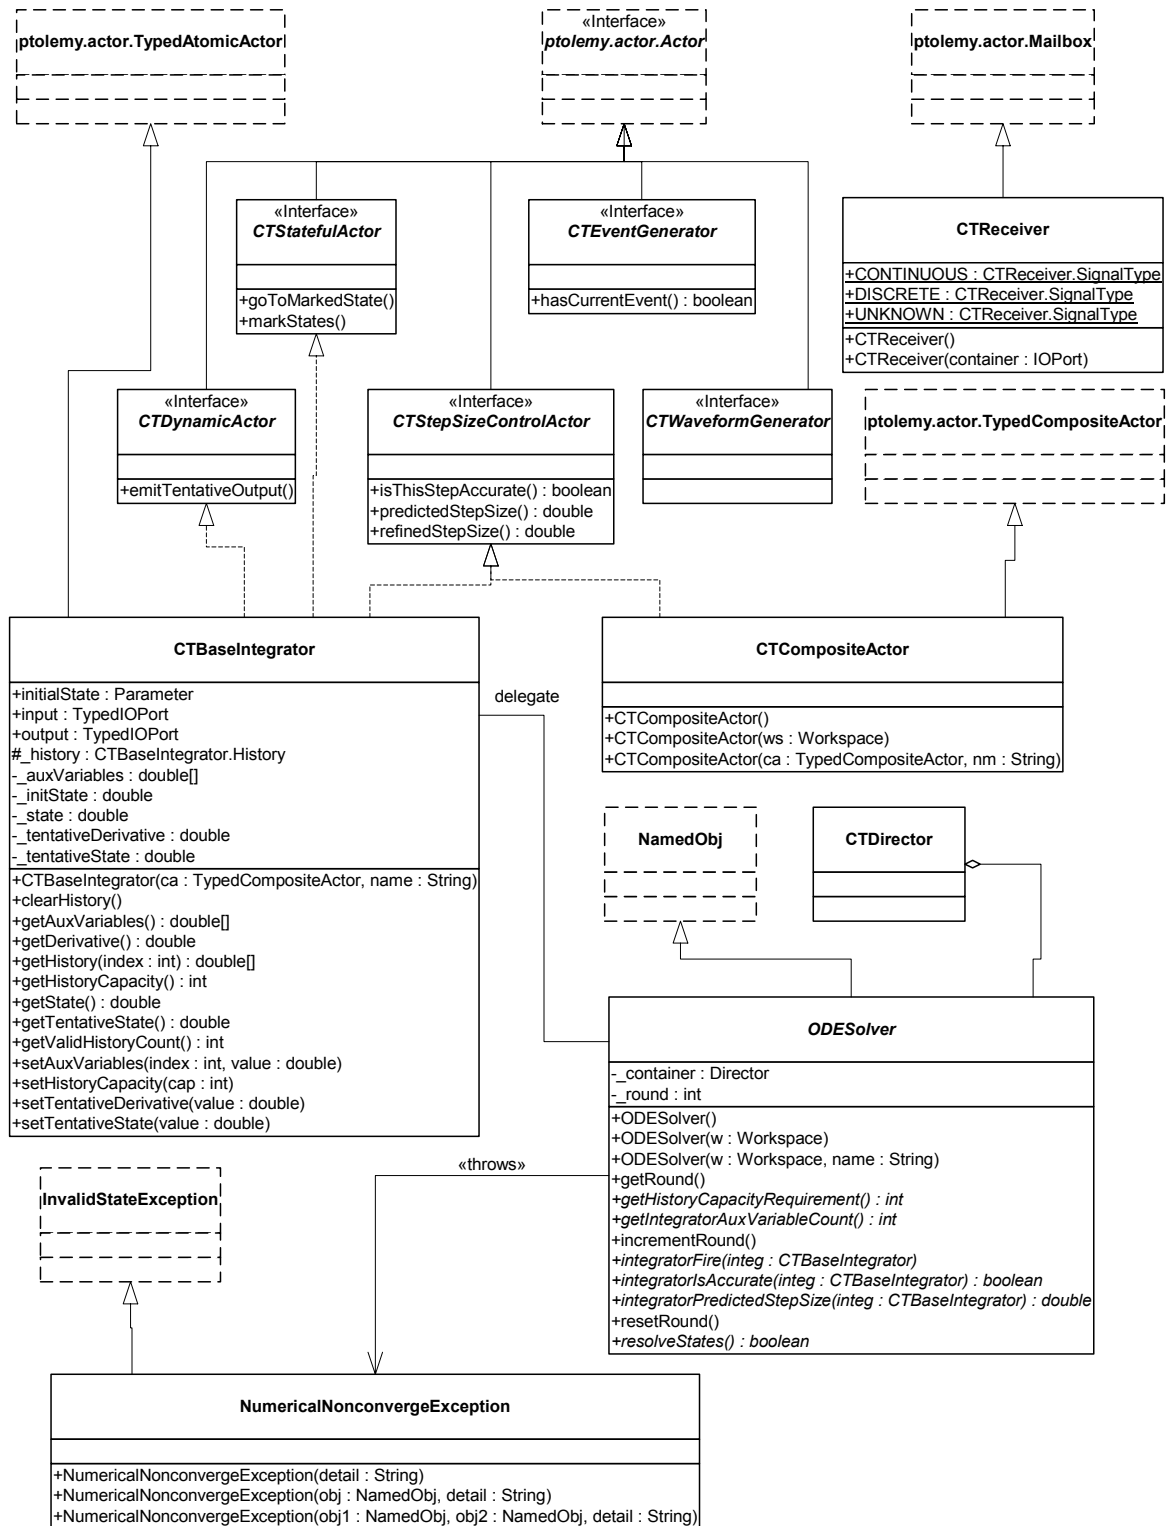 ptolemy.actor.TypedAtomicActor
«Interface»
ptolemy.actor.Actor
ptolemy.actor.Mailbox
«Interface»
CTStatefulActor
+goToMarkedState()
+markStates()
«Interface»
CTEventGenerator
+hasCurrentEvent() : boolean
CTReceiver
+CONTINUOUS : CTReceiver.SignalType
+DISCRETE : CTReceiver.SignalType
+UNKNOWN : CTReceiver.SignalType
+CTReceiver()
+CTReceiver(container : IOPort)
«Interface»
CTDynamicActor
+emitTentativeOutput()
«Interface»
CTStepSizeControlActor
+isThisStepAccurate() : boolean
+predictedStepSize() : double
+refinedStepSize() : double
«Interface»
CTWaveformGenerator
ptolemy.actor.TypedCompositeActor
CTBaseIntegrator
+initialState : Parameter
+input : TypedIOPort
+output : TypedIOPort
#_history : CTBaseIntegrator.History
-_auxVariables : double[]
-_initState : double
-_state : double
-_tentativeDerivative : double
-_tentativeState : double
+CTBaseIntegrator(ca : TypedCompositeActor, name : String)
+clearHistory()
+getAuxVariables() : double[]
+getDerivative() : double
+getHistory(index : int) : double[]
+getHistoryCapacity() : int
+getState() : double
+getTentativeState() : double
+getValidHistoryCount() : int
+setAuxVariables(index : int, value : double)
+setHistoryCapacity(cap : int)
+setTentativeDerivative(value : double)
+setTentativeState(value : double)
delegate
CTCompositeActor
+CTCompositeActor()
+CTCompositeActor(ws : Workspace)
+CTCompositeActor(ca : TypedCompositeActor, nm : String)
NamedObj
CTDirector
ODESolver
-_container : Director
-_round : int
+ODESolver()
+ODESolver(w : Workspace)
+ODESolver(w : Workspace, name : String)
+getRound()
+getHistoryCapacityRequirement() : int
+getIntegratorAuxVariableCount() : int
+incrementRound()
+integratorFire(integ : CTBaseIntegrator)
+integratorIsAccurate(integ : CTBaseIntegrator) : boolean
+integratorPredictedStepSize(integ : CTBaseIntegrator) : double
+resetRound()
+resolveStates() : boolean
«throws»
InvalidStateException
NumericalNonconvergeException
+NumericalNonconvergeException(detail : String)
+NumericalNonconvergeException(obj : NamedObj, detail : String)
+NumericalNonconvergeException(obj1 : NamedObj, obj2 : NamedObj, detail : String)